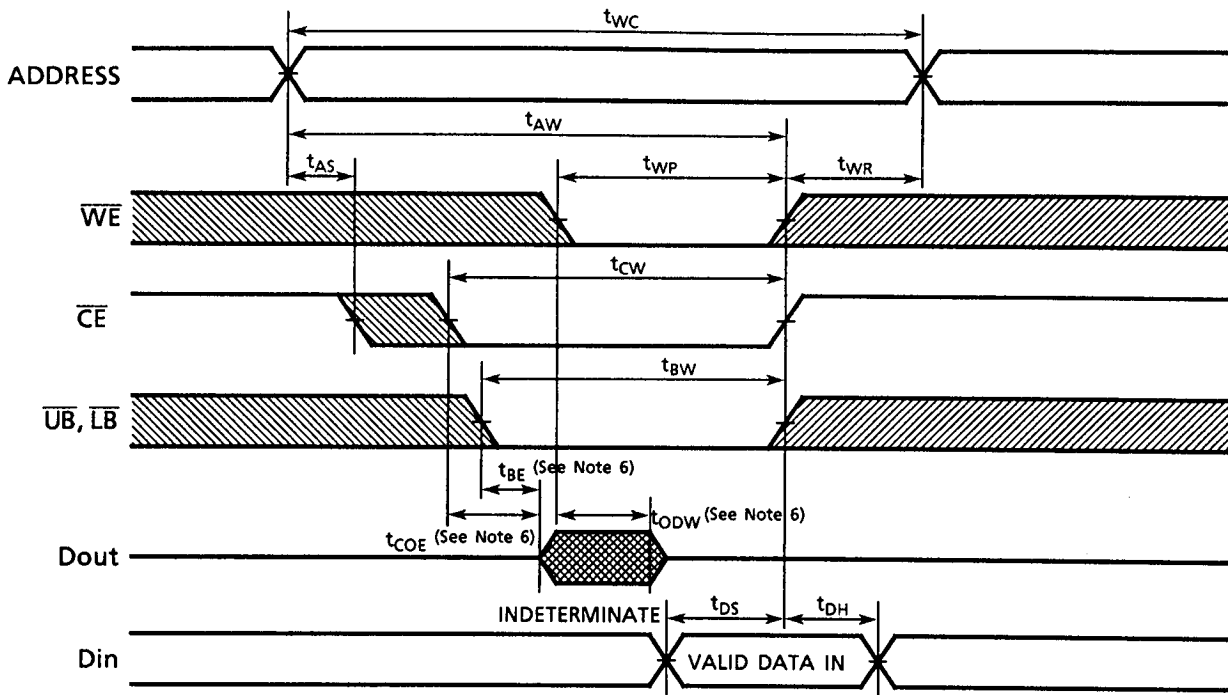 tWC
ADDRESS
tAW
tAS
tWP
tWR
WE
tCW
CE
tBW
UB, LB
tBE (See Note 6)
tODW (See Note 6)
tCOE (See Note 6)
Dout
INDETERMINATE
tDS
tDH
Din
VALID DATA IN